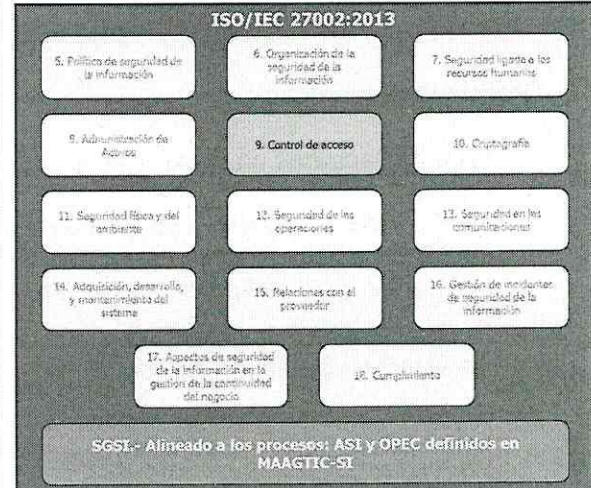 ISO/IEC 27002:2013
5. Política de seguridad de
la información
6. Organización de la
seguridad de la
información
7. Seguridad ligada a los
recursos humanos
8. Administración de
Activos
9. Control de acceso
10. Criptografía
11. Seguridad física y del
ambiente
12. Seguridad de las
operaciones
13. Seguridad en las
comunicaciones
14. Adquisición, desarrollo,
y mantenimiento del
sistema
15. Relaciones con el
proveedor
16. Gestión de incidentes
de seguridad de la
información
17. Aspectos de seguridad
de la información en la
gestión de la continuidad
del negocio
18. Cumplimiento
SGSI.- Alineado a los procesos: ASI y OPEC definidos en
MAAGTIC-SI